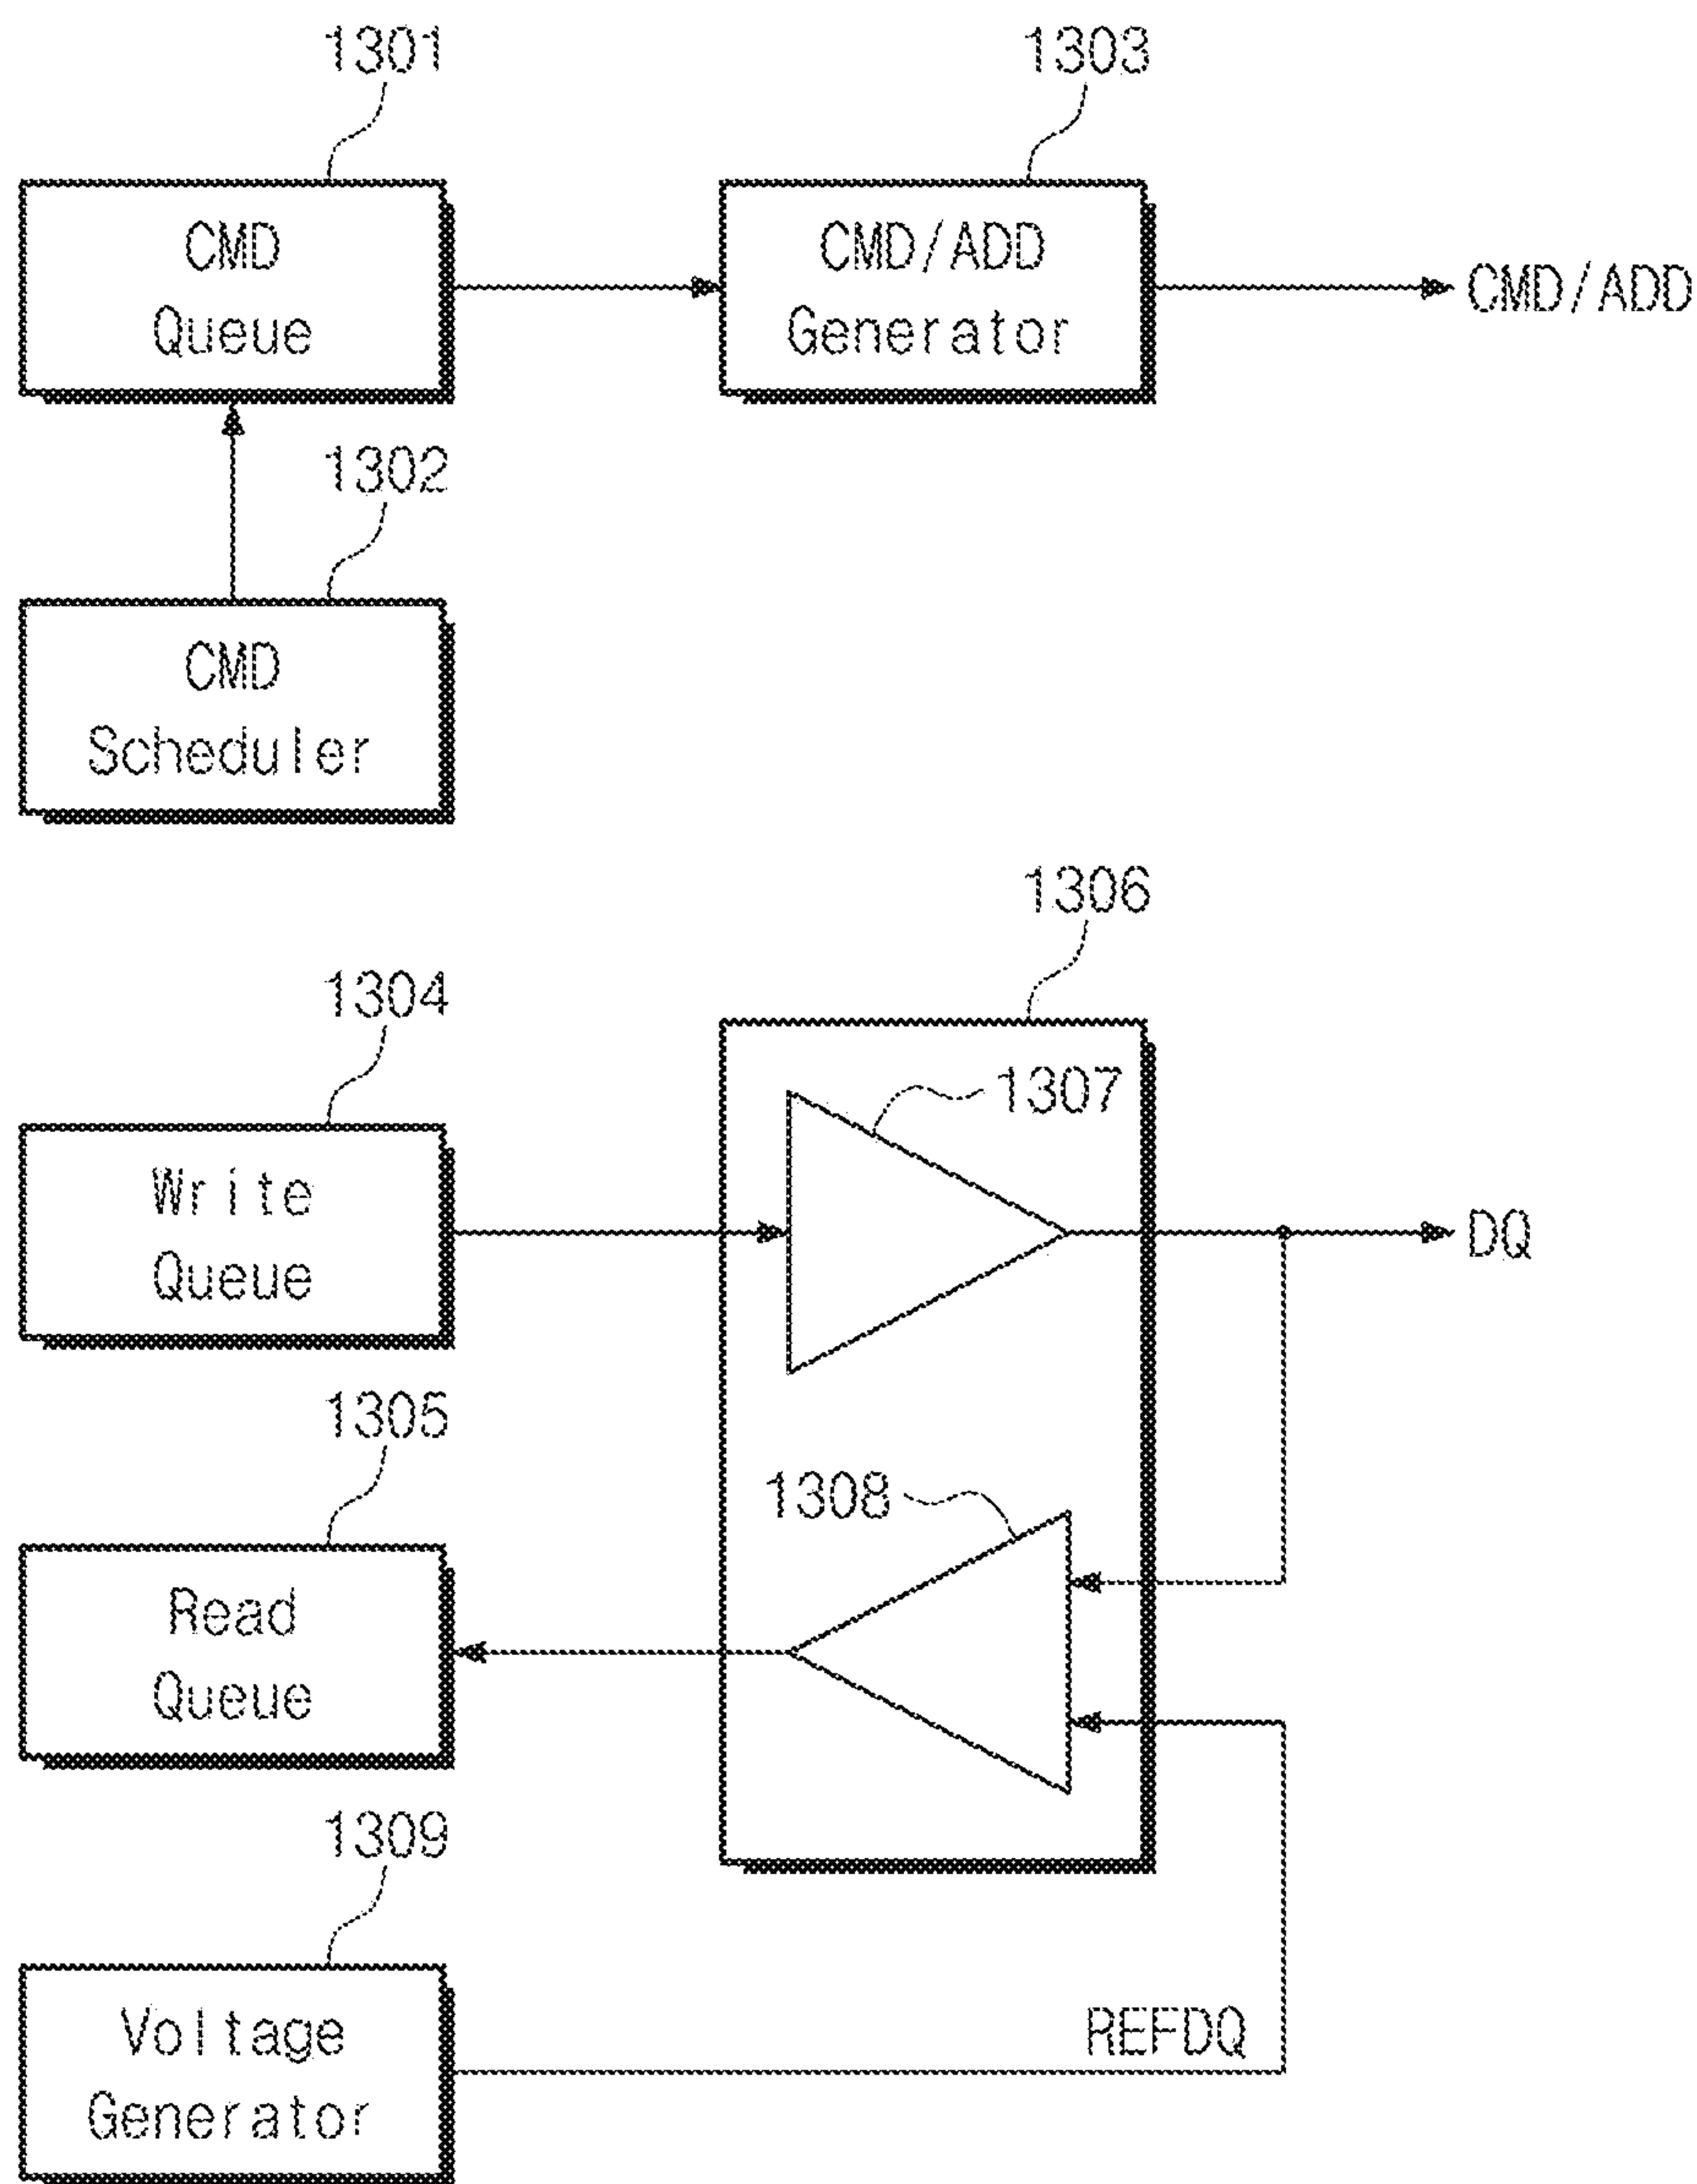 1301
1303
CMD
Queue
CMD/ADD
Generator
CMD/ADD
1302
CMD
Scheduler
1306
1304
1307
Write
Queue
DQ
1305
1308
Read
Queue
1309
Voltage
Generator
REFDQ